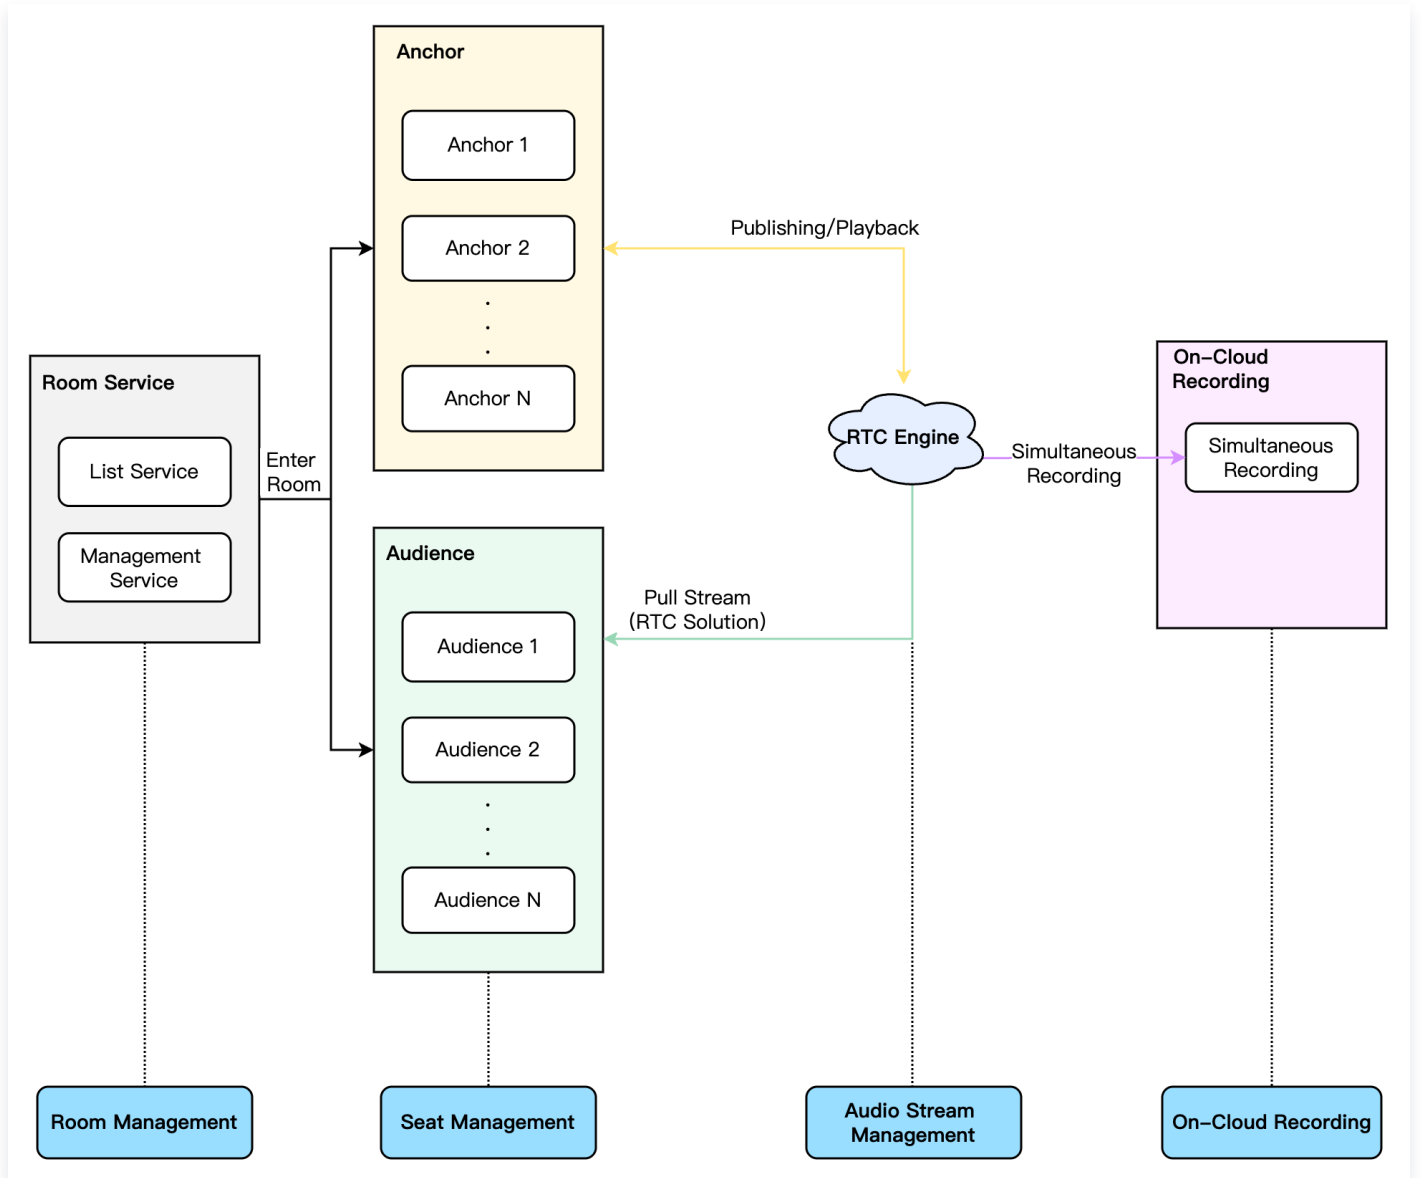 Anchor
Anchor 1
Anchor 2
.
.
.
Anchor N
Publishing/Playback
Room Service
List Service
Management
Service
Enter
Room
RTC Engine
Simultaneous
Recording
On-Cloud
Recording
Simultaneous
Recording
Audience
Audience 1
Audience 2
.
.
.
Audience N
Pull Stream
(RTC Solution)
Room Management
Seat Management
Audio Stream
Management
On-Cloud Recording